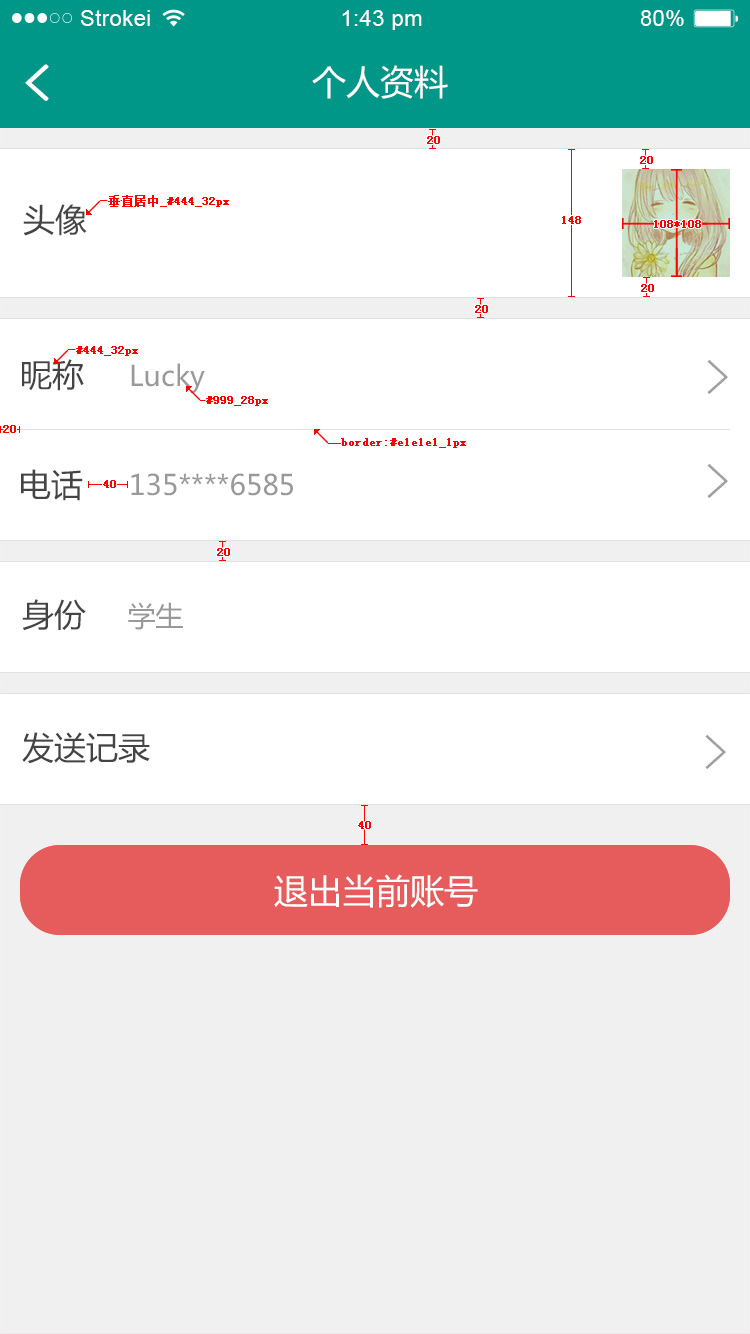 Strokei 1:43 pm 80%
个人资料
20
20
头像 垂直居中_#444_32px 148 108*108
20
20
#444_32px
昵称 Lucky
#999_28px
20
border:#e1e1e1_1px
电话 40 135****6585
20
身份 学生
发送记录
40
退出当前账号